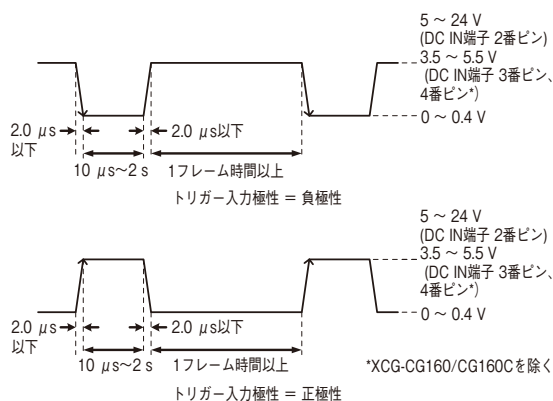 5 ～ 24 V
(DC IN端子 2番ピン)
3.5 ～ 5.5 V
(DC IN端子 3番ピン、
4番ピン*)
0 ～ 0.4 V
2.0 μs
以下
2.0 μs以下
10 μs～2 s
1フレーム時間以上
トリガー入力極性 = 負極性
5 ～ 24 V
(DC IN端子 2番ピン)
3.5 ～ 5.5 V
(DC IN端子 3番ピン、
4番ピン*)
0 ～ 0.4 V
2.0 μs
以下
2.0 μs以下
10 μs～2 s
1フレーム時間以上
*XCG-CG160/CG160Cを除く
トリガー入力極性 = 正極性